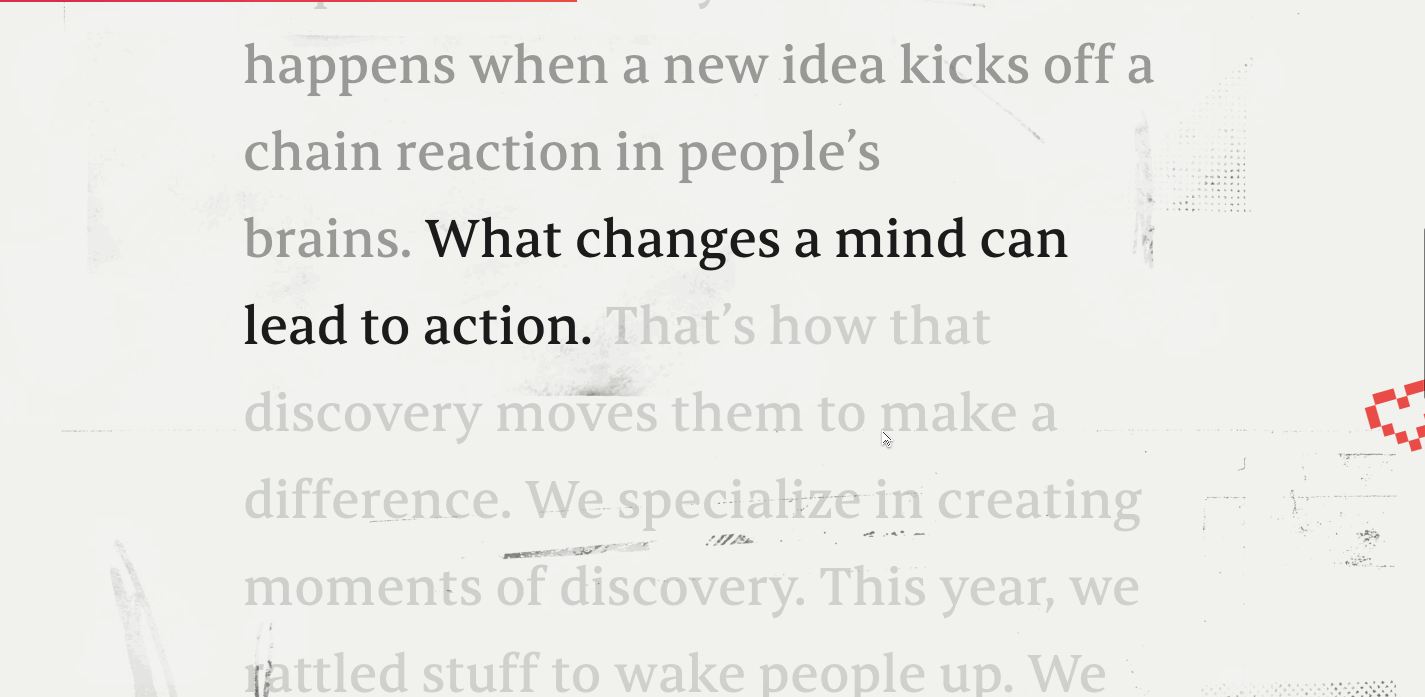 happens when a new idea kicks off a
chain reaction in people’s
brains. What changes a mind can
lead to action. That’s how that
discovery moves them to make a
difference. We specialize in creating
moments of discovery. This year, we
rattled stuff to wake people up. We